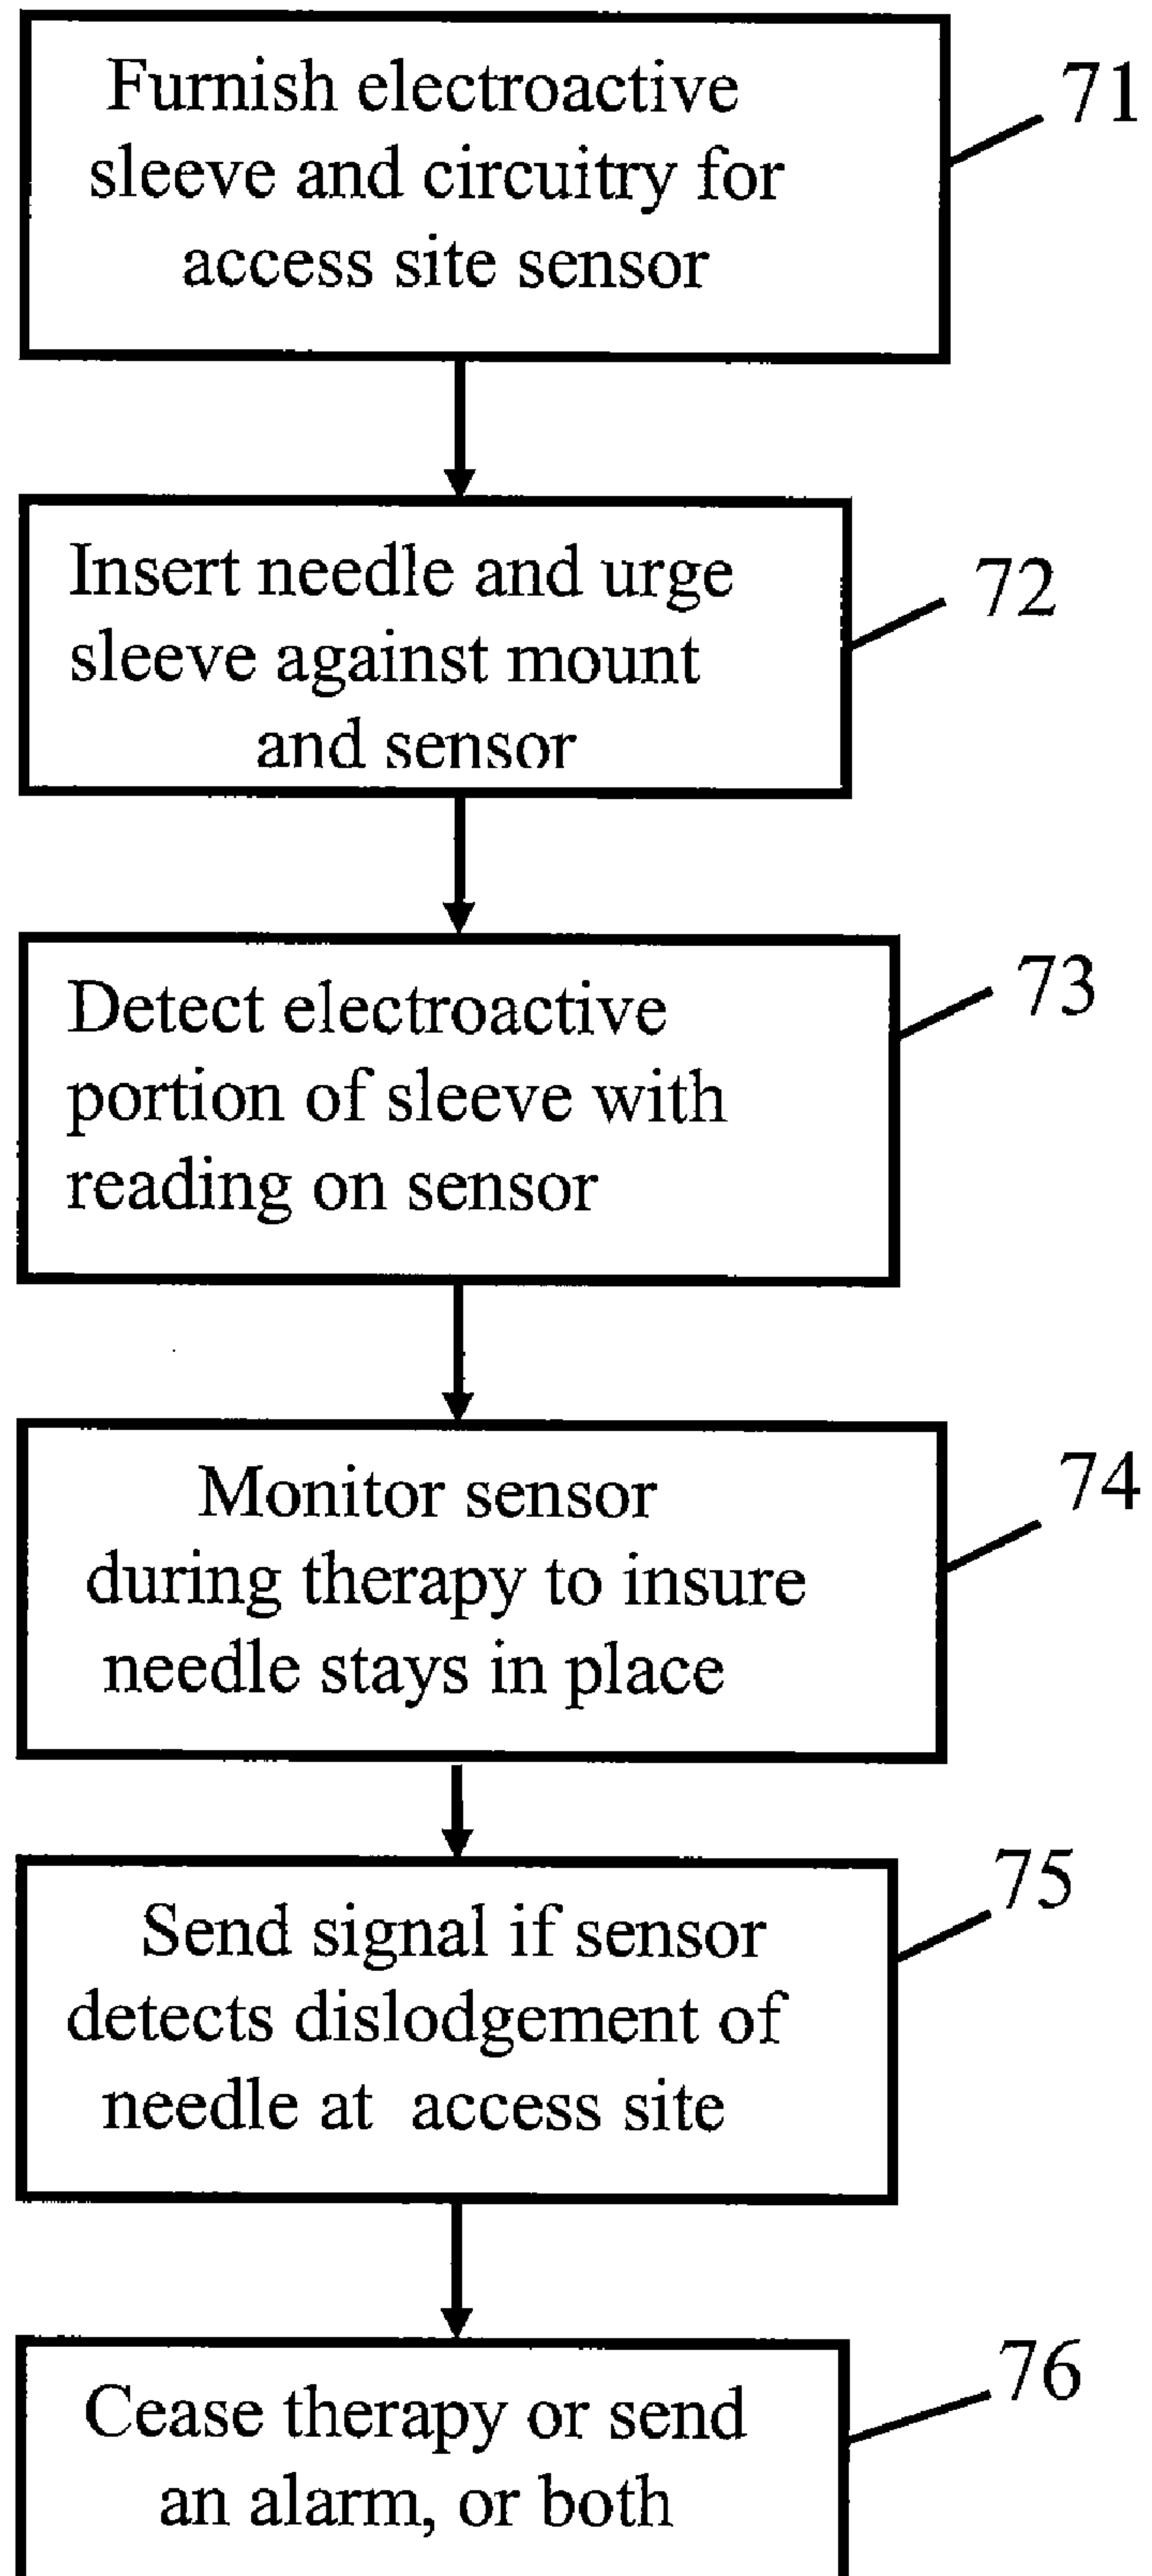 Furnish electroactive
sleeve and circuitry for
access site sensor
71
Insert needle and urge
sleeve against mount
and sensor
72
Detect electroactive
portion of sleeve with
reading on sensor
73
Monitor sensor
during therapy to insure
needle stays in place
74
Send signal if sensor
detects dislodgement of
needle at access site
75
Cease therapy or send
an alarm, or both
76